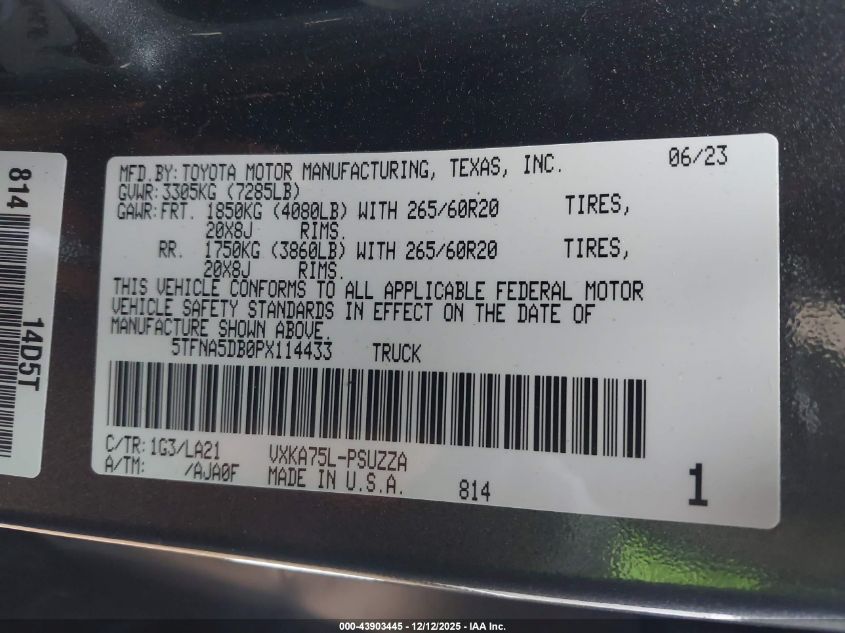 814
14D5T
MFD.BY:TOYOTA MOTOR MANUFACTURING, TEXAS, INC. 06/23
GVWR:3305KG (7285LB)
GAWR:FRT. 1850KG (4080LB) WITH 265/60R20 TIRES,
20X8J RIMS.
RR. 1750KG (3860LB) WITH 265/60R20 TIRES,
20X8J RIMS.
THIS VEHICLE CONFORMS TO ALL APPLICABLE FEDERAL MOTOR
VEHICLE SAFETY STANDARDS IN EFFECT ON THE DATE OF
MANUFACTURE SHOWN ABOVE.
5TFNA5DB0PX114433 TRUCK
C/TR:1G3/LA21 VXKA75L-PSUZZA
A/TM: /AJA0F MADE IN U.S.A. 814 1
000-43903445 - 12/12/2025 - IAA Inc.